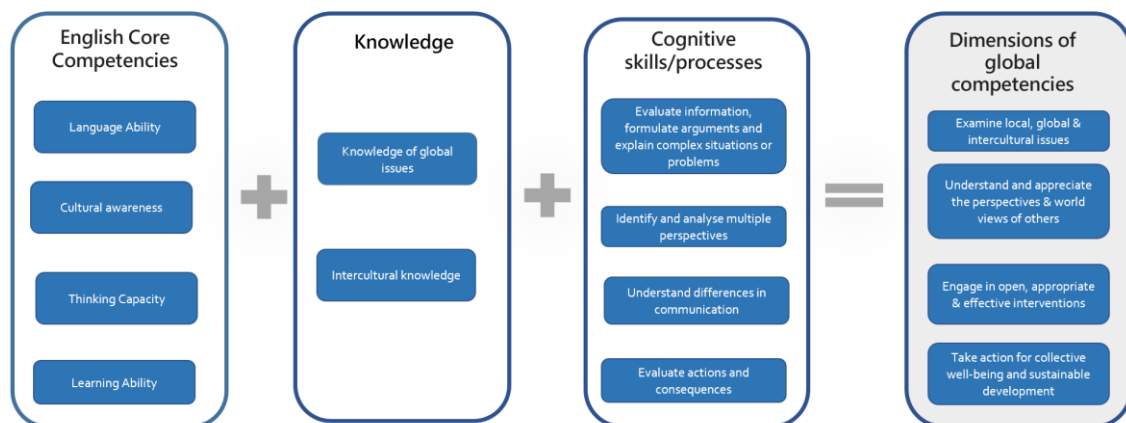 English Core
Competencies
Language Ability
Cultural awareness
Thinking Capacity
Learning Ability
Knowledge
Knowledge of global
issues
Intercultural knowledge
Cognitive
skills/processes
Evaluate information,
formulate arguments and
explain complex situations or
problems
Identify and analyse multiple
perspectives
Understand differences in
communication
Evaluate actions and
consequences
Dimensions of
global
competencies
Examine local, global &
intercultural issues
Understand and appreciate
the perspectives & world
views of others
Engage in open, appropriate
& effective interventions
Take action for collective
well-being and sustainable
development